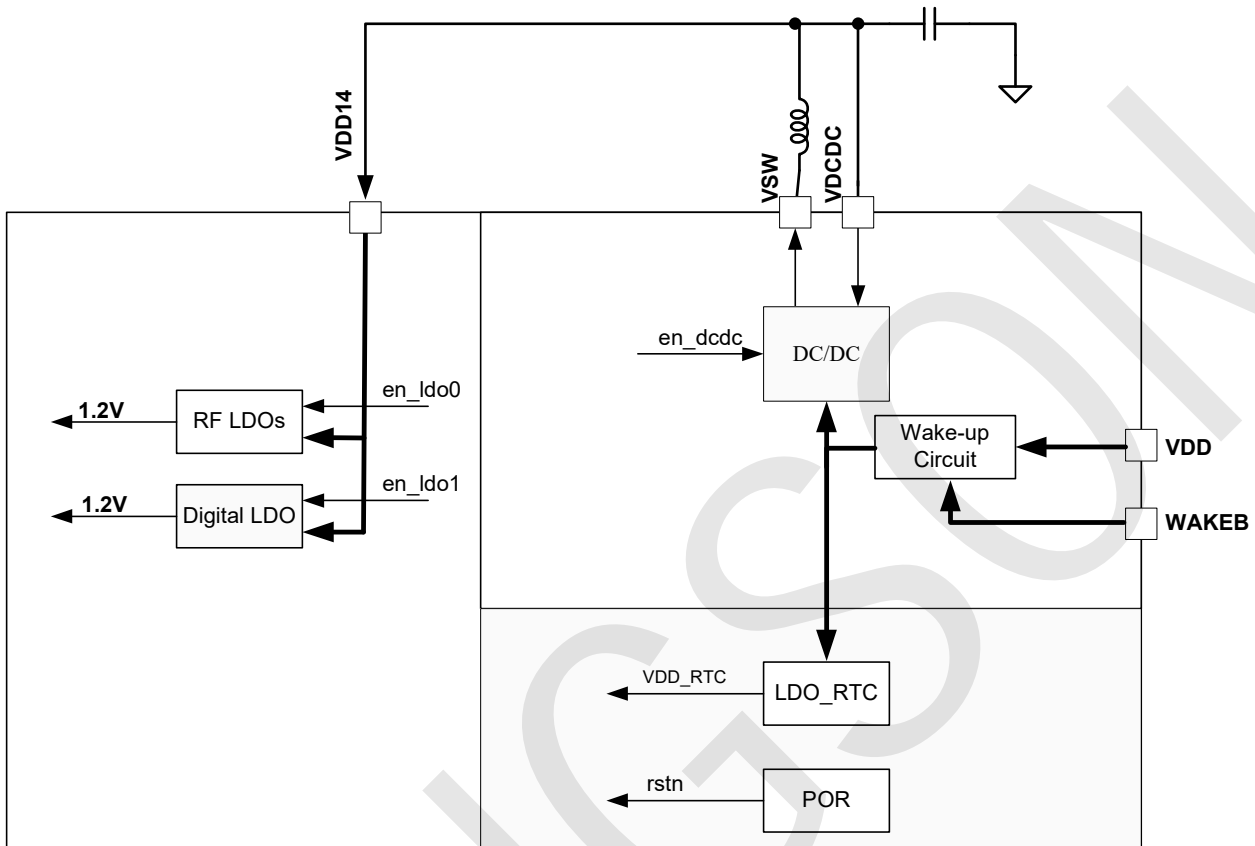 VDD14
VSW
VDCDC
en_dcdc
DC/DC
en_ldo0
1.2V
RF LDOs
Wake-up
Circuit
VDD
en_ldo1
1.2V
Digital LDO
WAKEB
VDD_RTC
LDO_RTC
rstn
POR